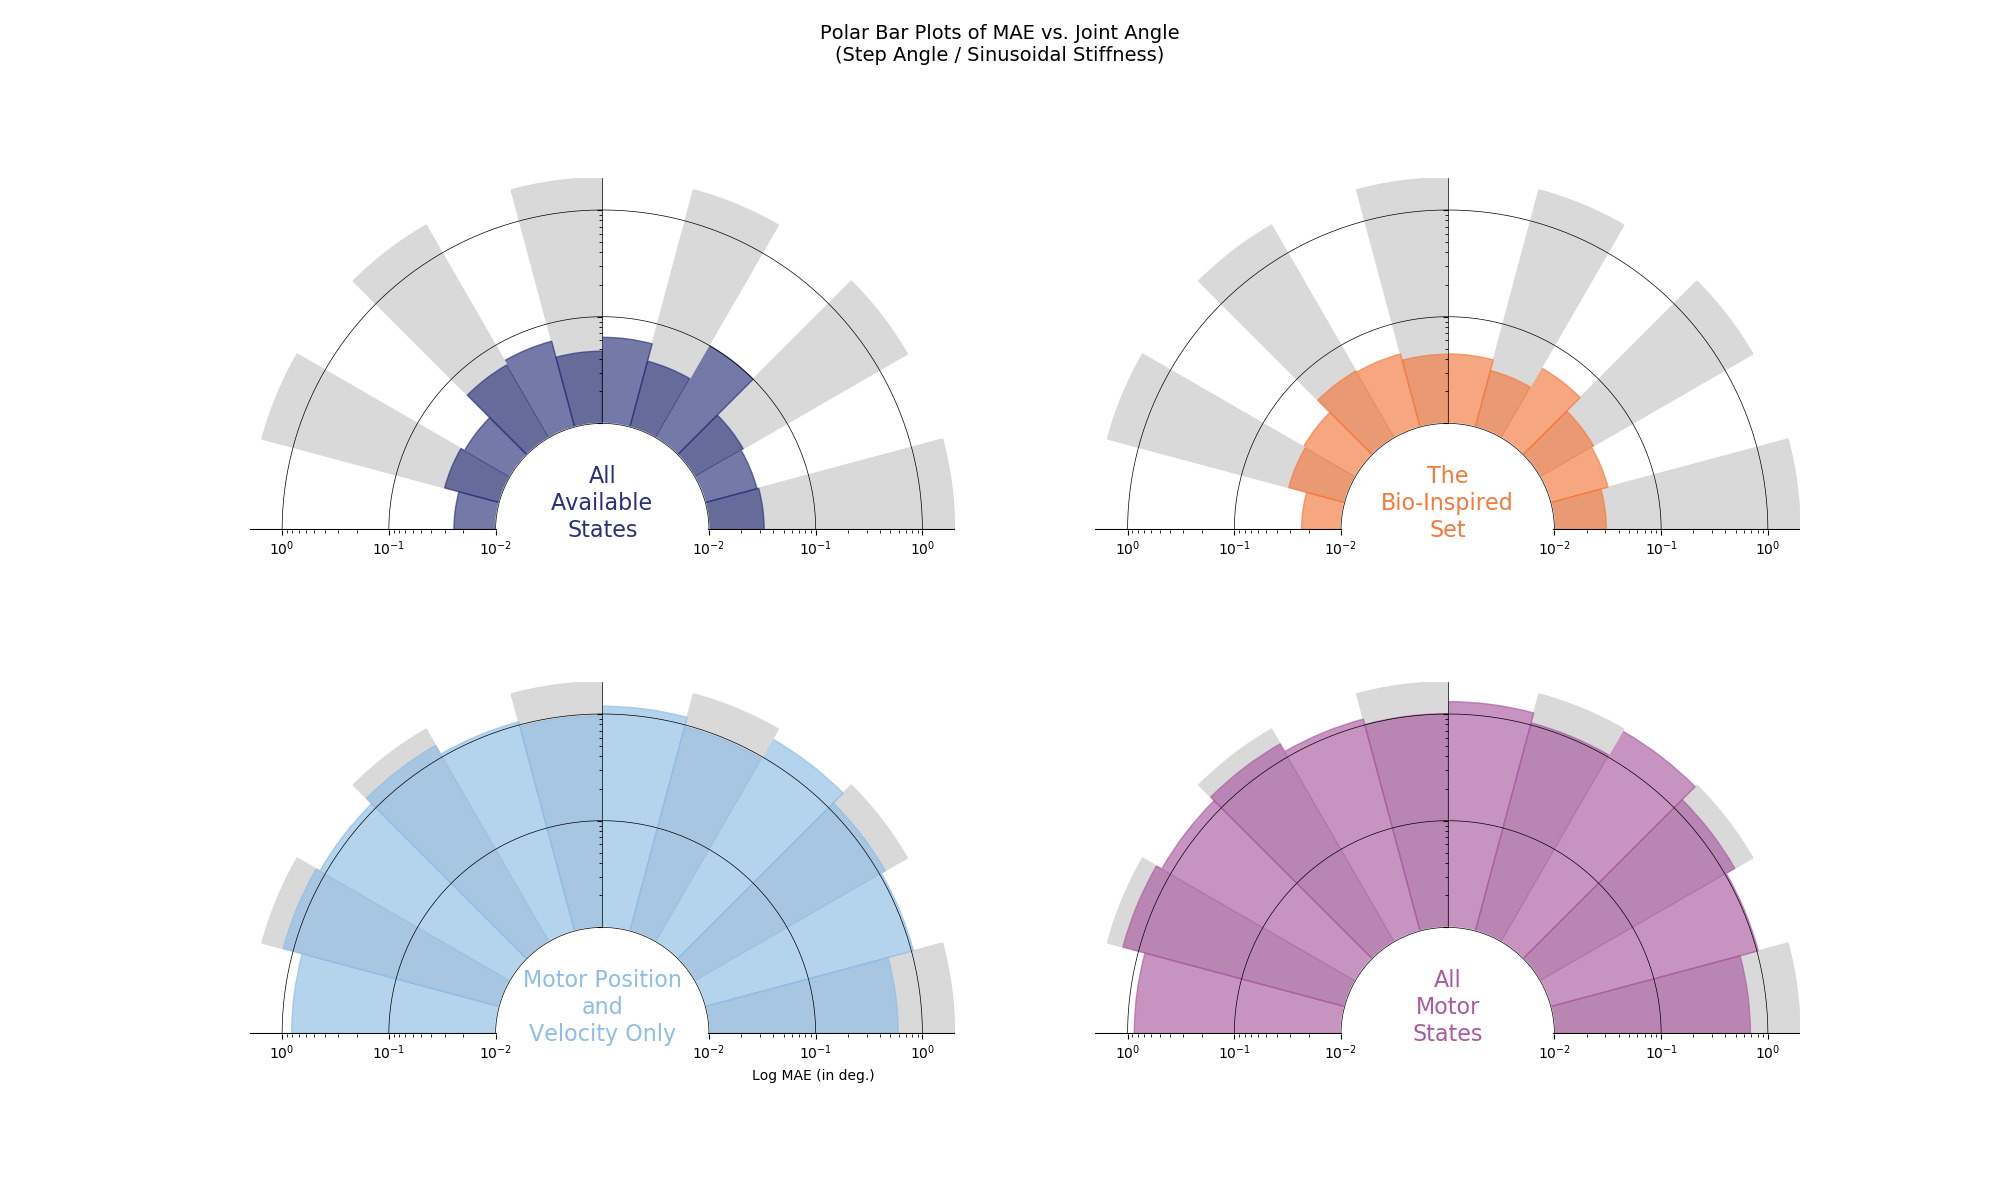 Polar Bar Plots of MAE vs. Joint Angle
(Step Angle / Sinusoidal Stiffness)
All
Available
States
10⁰ 10⁻¹ 10⁻² 10⁻² 10⁻¹ 10⁰
The
Bio-Inspired
Set
10⁰ 10⁻¹ 10⁻² 10⁻² 10⁻¹ 10⁰
Motor Position
and
Velocity Only
10⁰ 10⁻¹ 10⁻² 10⁻² 10⁻¹ 10⁰
Log MAE (in deg.)
All
Motor
States
10⁰ 10⁻¹ 10⁻² 10⁻² 10⁻¹ 10⁰